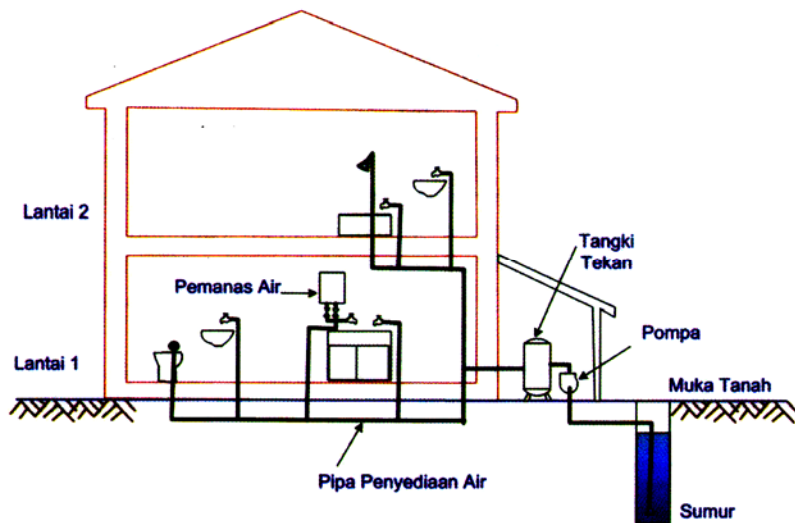 Lantai 2
Tangki
Tekan
Pemanas Air
Pompa
Lantai 1
Muka Tanah
Pipa Penyediaan Air
Sumur